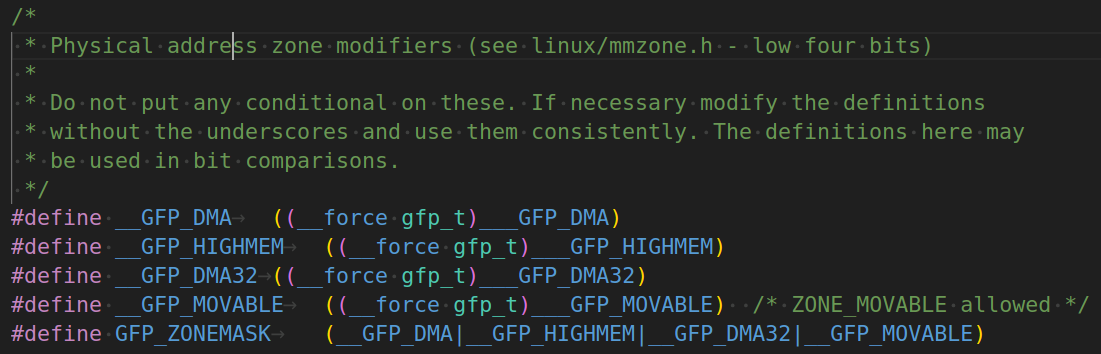 /*
 * Physical address zone modifiers (see linux/mmzone.h - low four bits)
 *
 * Do not put any conditional on these. If necessary modify the definitions
 * without the underscores and use them consistently. The definitions here may
 * be used in bit comparisons.
 */
#define __GFP_DMA	((__force gfp_t)___GFP_DMA)
#define __GFP_HIGHMEM	((__force gfp_t)___GFP_HIGHMEM)
#define __GFP_DMA32	((__force gfp_t)___GFP_DMA32)
#define __GFP_MOVABLE	((__force gfp_t)___GFP_MOVABLE)  /* ZONE_MOVABLE allowed */
#define GFP_ZONEMASK	(__GFP_DMA|__GFP_HIGHMEM|__GFP_DMA32|__GFP_MOVABLE)